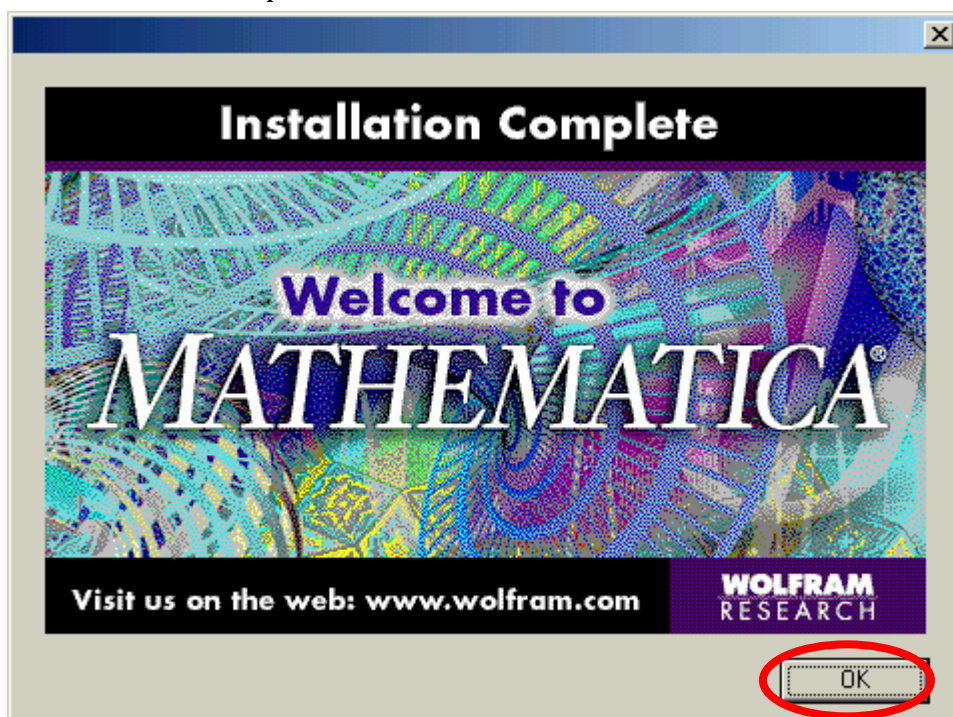 Installation Complete
Welcome to
MATHEMATICA®
Visit us on the web: www.wolfram.com
WOLFRAM
RESEARCH
OK